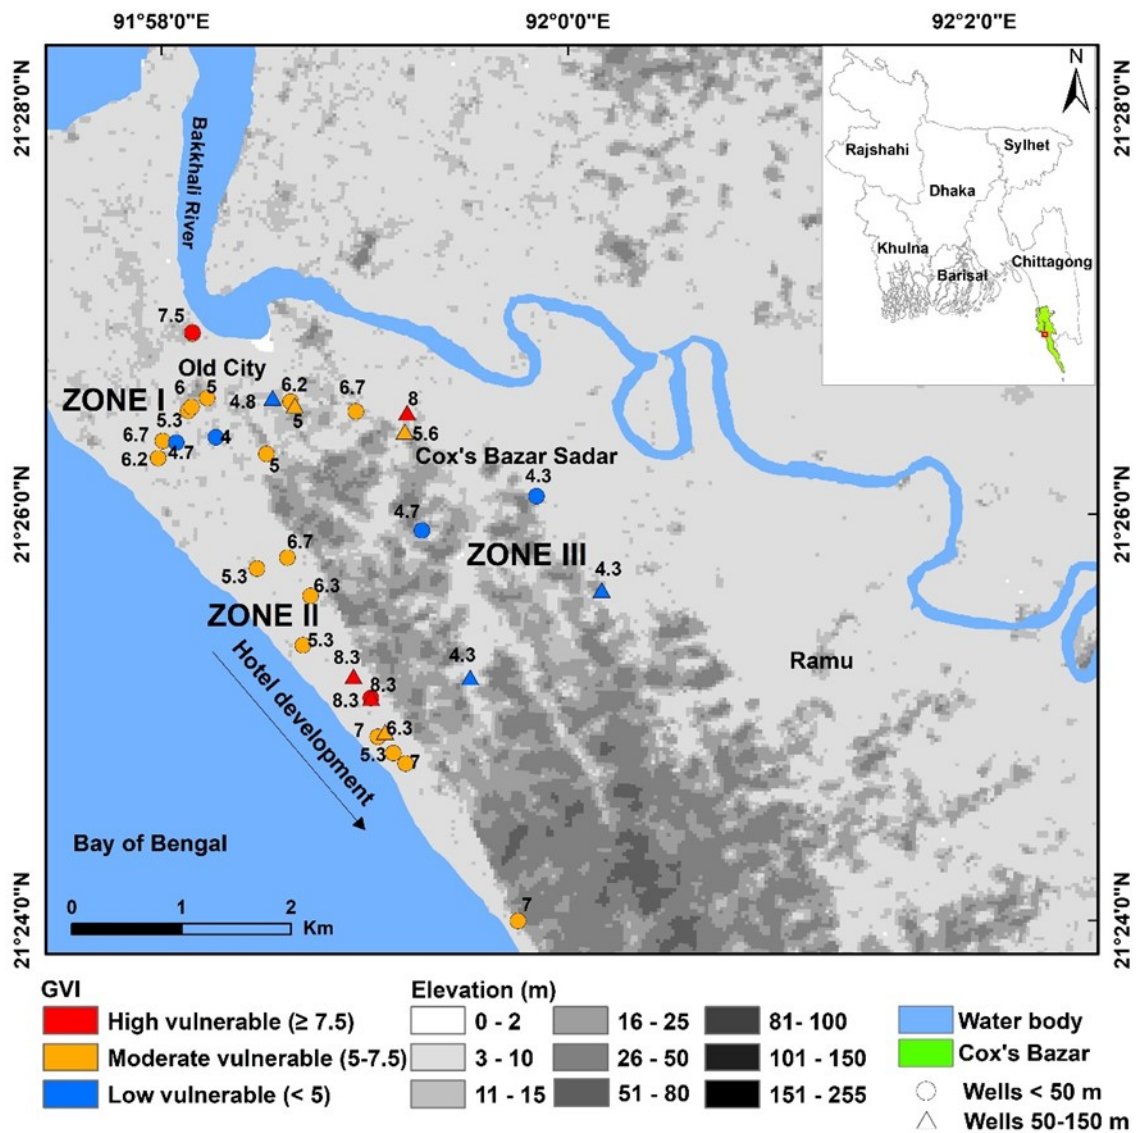 91°58'0"E
92°0'0"E
92°2'0"E
21°28'0"N
21°28'0"N
N
Rajshahi
Sylhet
Dhaka
Khulna
Barisal
Chittagong
Bakkhali River
7.5
Old City
ZONE I
6
5
4.8
6.2
5
6.7
8
5.3
5.6
6.7
4.7
4
6.2
5
Cox's Bazar Sadar
4.3
4.7
21°26'0"N
21°26'0"N
ZONE III
6.7
5.3
4.3
6.3
ZONE II
5.3
4.3
Ramu
8.3
8.3
8.3
Hotel development
7
6.3
5.3
7
Bay of Bengal
7
21°24'0"N
21°24'0"N
0 1 2
Km
GVI
High vulnerable (≥ 7.5)
Moderate vulnerable (5-7.5)
Low vulnerable (< 5)
Elevation (m)
0 - 2
3 - 10
11 - 15
16 - 25
26 - 50
51 - 80
81- 100
101 - 150
151 - 255
Water body
Cox's Bazar
Wells < 50 m
Wells 50-150 m